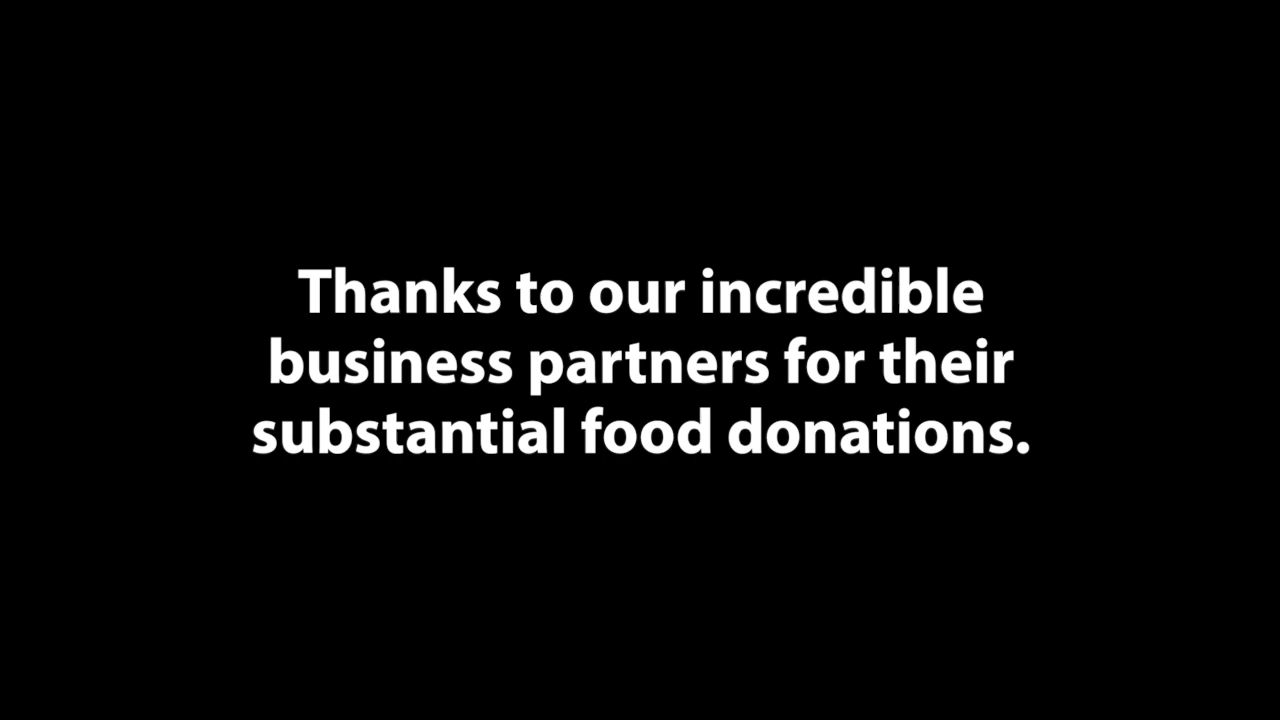 Thanks to our incredible
business partners for their
substantial food donations.